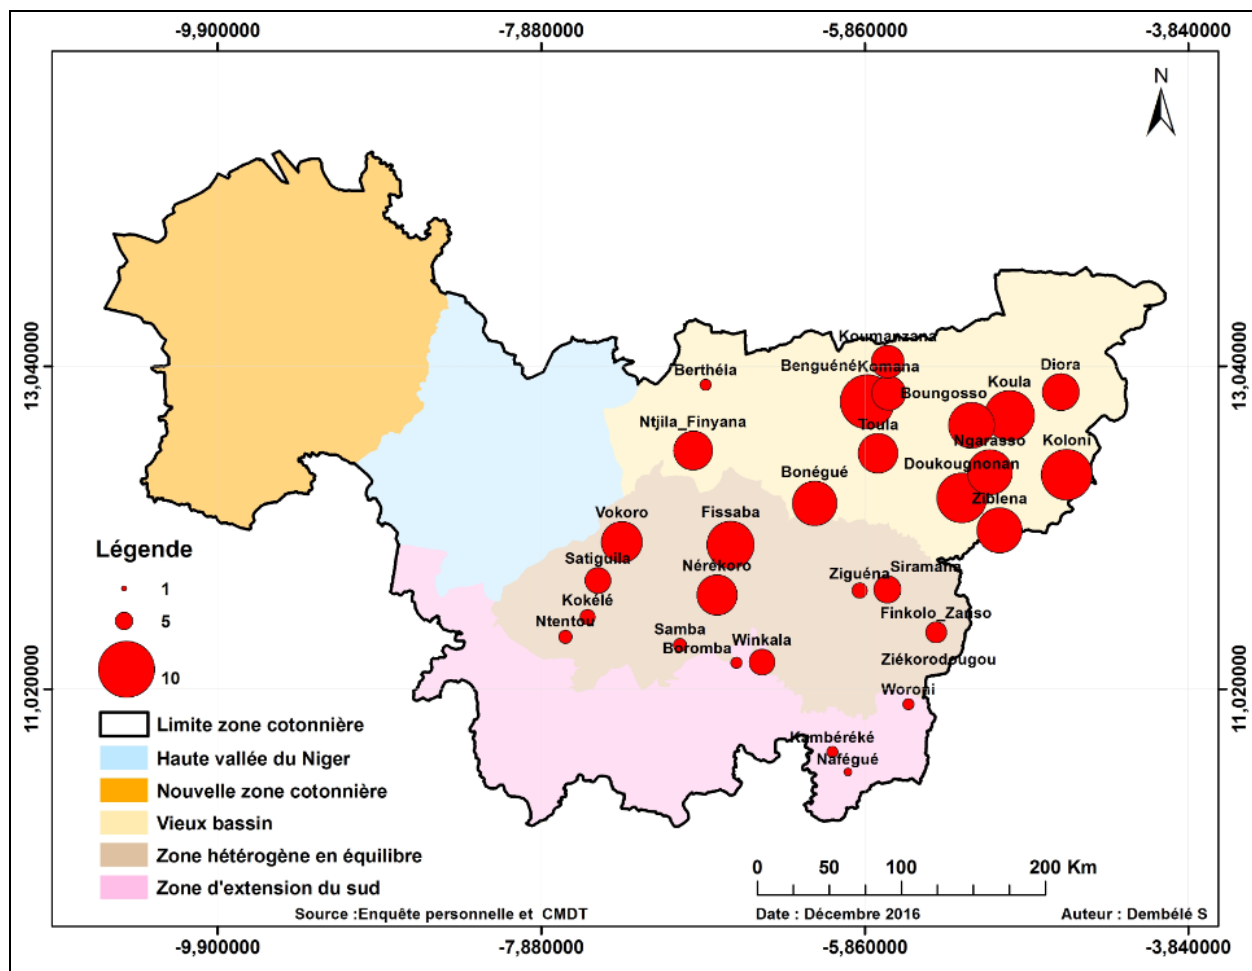 -9,900000 -7,880000 -5,860000 -3,840000
N
13,040000
13,040000
Koumanzana
Berthéla
Benguéné
Komana
Diora
Boungosso
Koula
Ntjila_Finyana
Toula
Ngarasso
Koloni
Bonégué
Doukougnonan
Vokoro
Fissaba
Ziblena
Satiguila
Nérékoro
Ziguéna
Siramana
Kokélé
Ntentou
Samba
Boromba
Winkala
Finkolo_Zanso
Ziékorodougou
Woroni
Kambéréké
Nafégué
11,020000
11,020000
Légende
1
5
10
Limite zone cotonnière
Haute vallée du Niger
Nouvelle zone cotonnière
Vieux bassin
Zone hétérogène en équilibre
Zone d'extension du sud
0 50 100 200 Km
Source :Enquête personnelle et CMDT
Date : Décembre 2016
Auteur : Dembélé S
-9,900000 -7,880000 -5,860000 -3,840000